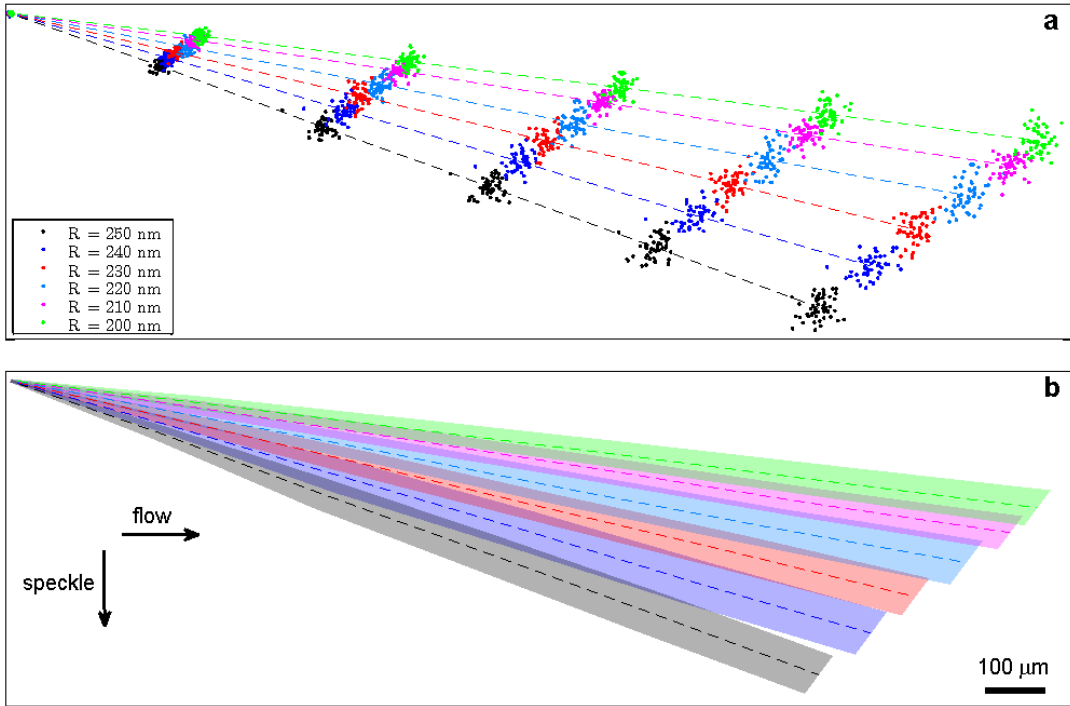 a
R = 250 nm
R = 240 nm
R = 230 nm
R = 220 nm
R = 210 nm
R = 200 nm
b
flow
speckle
100 μm